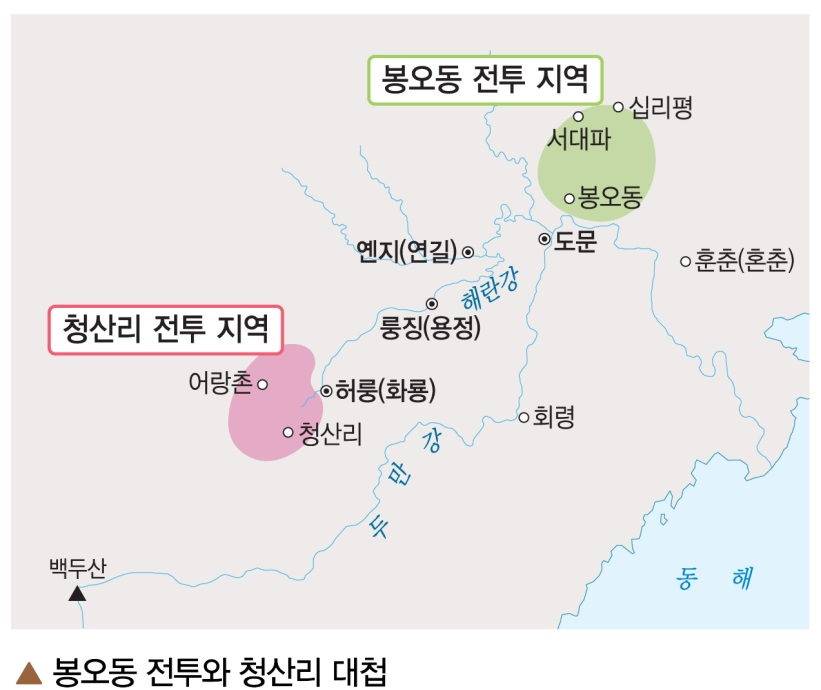 봉오동 전투 지역
십리평
서대파
봉오동
옌지(연길)
도문
훈춘(혼춘)
해란강
룽징(용정)
청산리 전투 지역
어랑촌
허룽(화룡)
청산리
회령
두만강
백두산
동해
▲ 봉오동 전투와 청산리 대첩